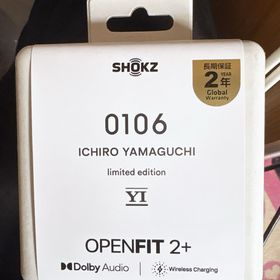 SHOKZ
長期保証
2 YEAR
年
Global
Warranty
0106
ICHIRO YAMAGUCHI
limited edition
YI
OPENFIT 2+
Dolby Audio
Wireless Charging